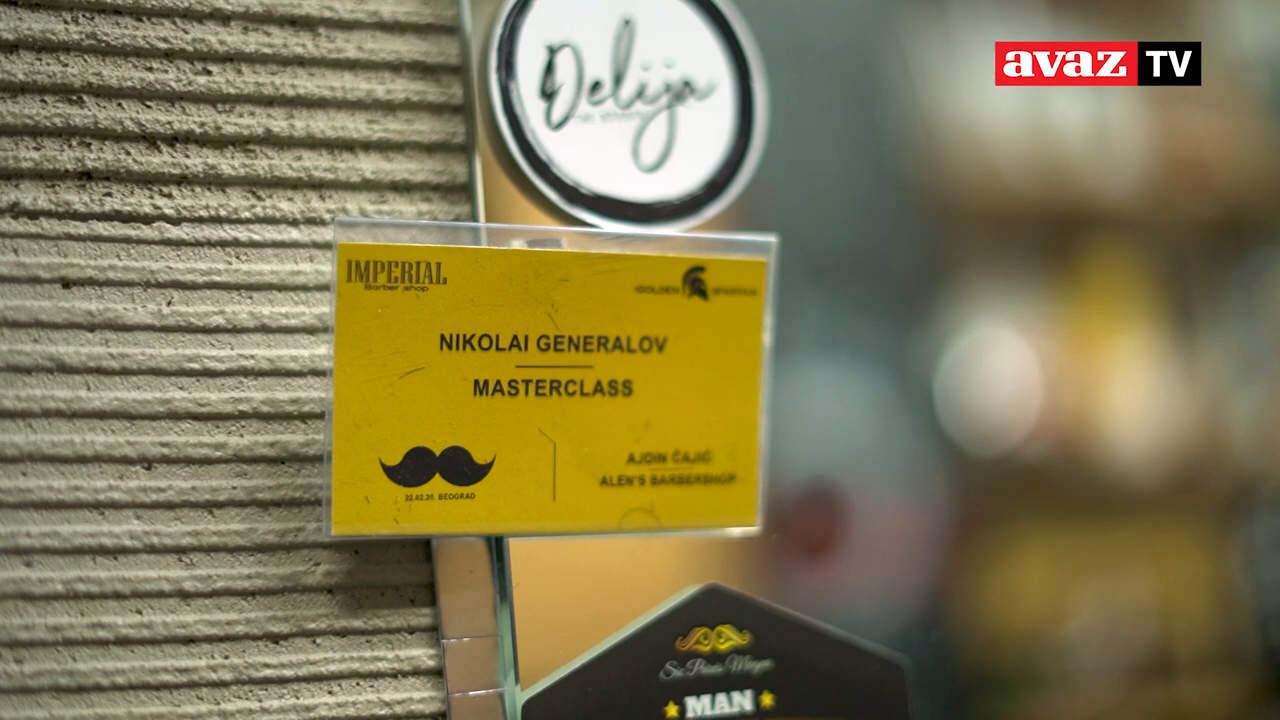 avaz TV
Delija
IMPERIAL
Barber shop
GOLDEN SPARTAN
NIKOLAI GENERALOV
MASTERCLASS
22.02.20. BEOGRAD
AJDIN ČAJIĆ
ALEN'S BARBERSHOP
MAN